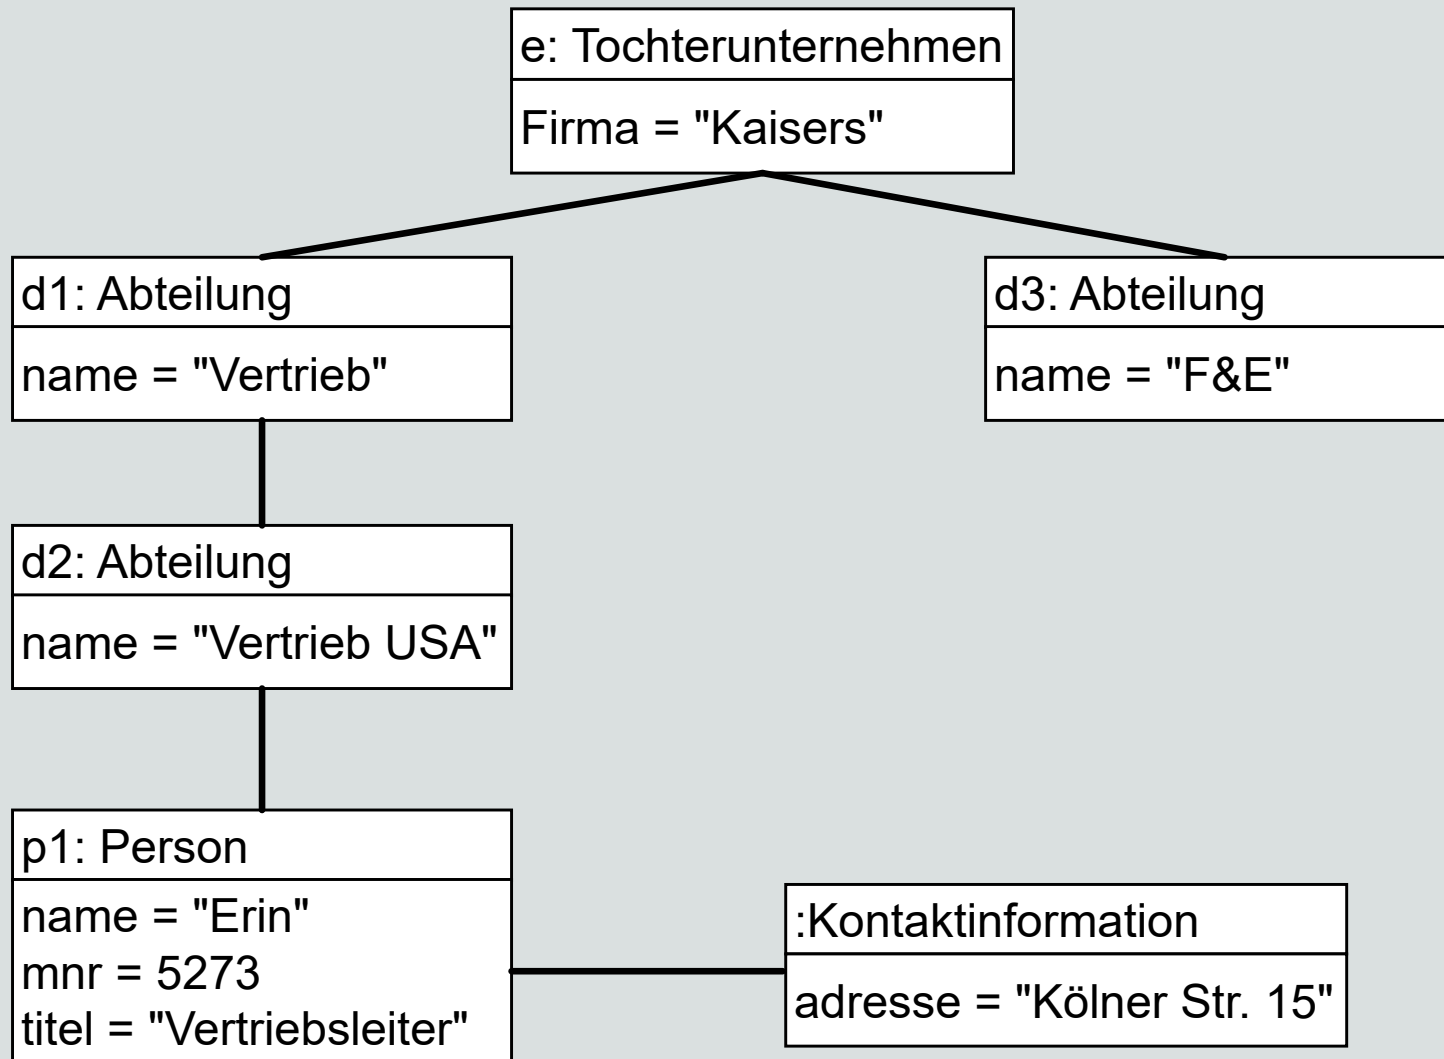 e: Tochterunternehmen
Firma = "Kaisers"
d1: Abteilung
name = "Vertrieb"
d3: Abteilung
name = "F&E"
d2: Abteilung
name = "Vertrieb USA"
p1: Person
name = "Erin"
mnr = 5273
titel = "Vertriebsleiter"
:Kontaktinformation
adresse = "Kölner Str. 15"